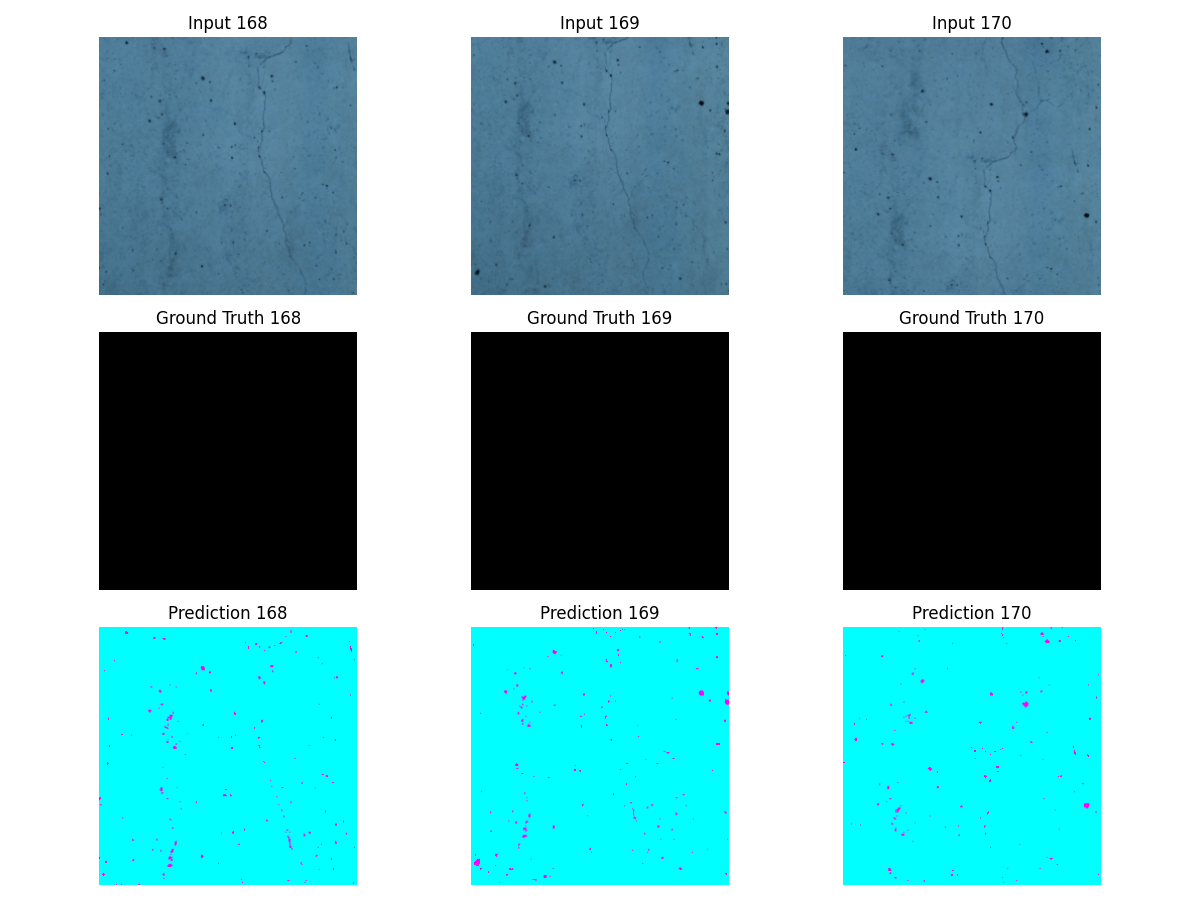 Input 168
Input 169
Input 170
Ground Truth 168
Ground Truth 169
Ground Truth 170
Prediction 168
Prediction 169
Prediction 170